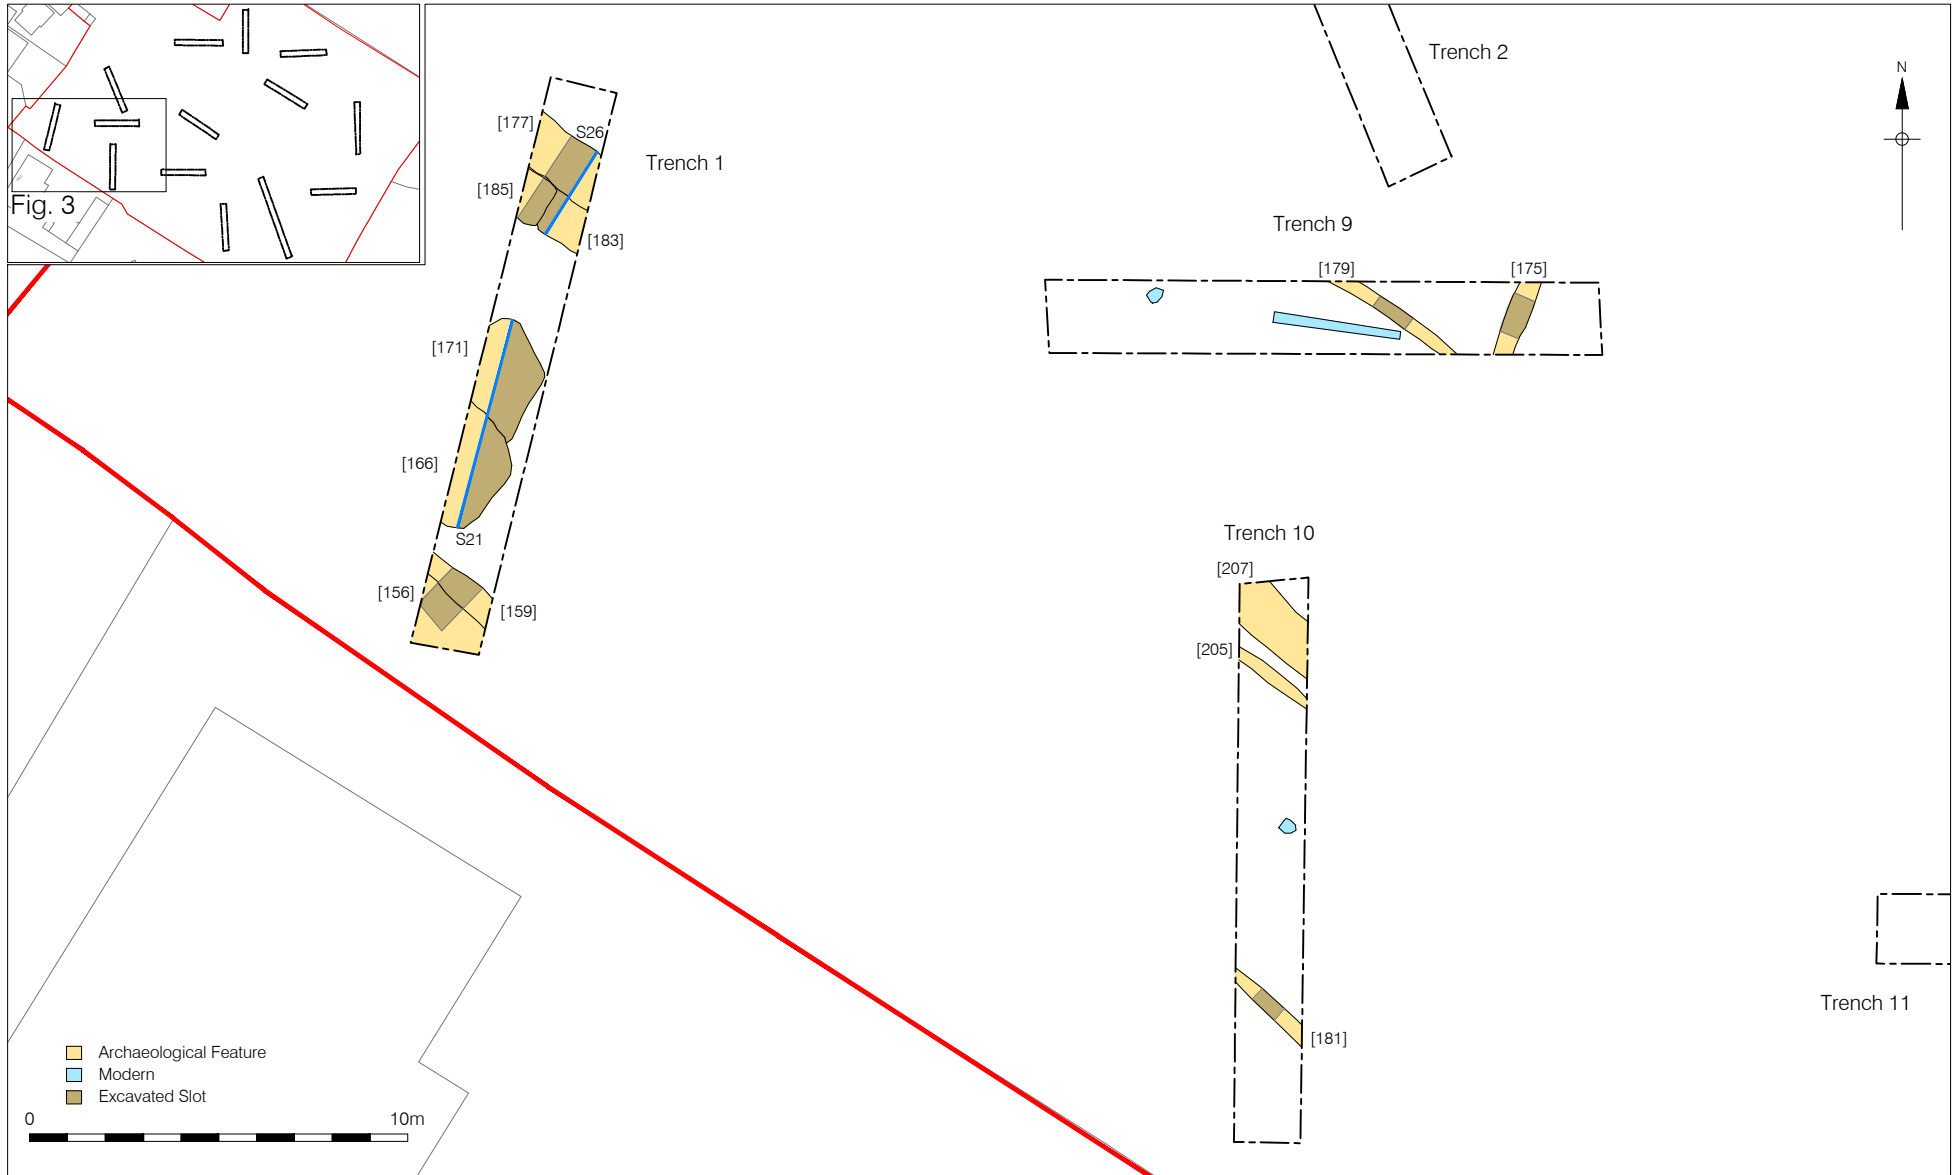 Fig. 3
Trench 2
N
[177]
S26
Trench 1
[185]
[183]
Trench 9
[179]
[175]
[171]
[166]
S21
[156]
[159]
Trench 10
[207]
[205]
[181]
Trench 11
Archaeological Feature
Modern
Excavated Slot
0
10m